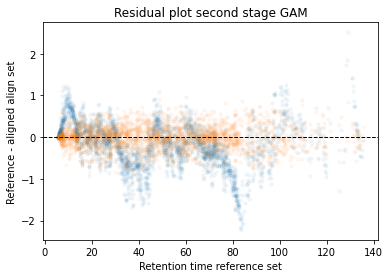 Residual plot second stage GAM
Reference - aligned align set
2
1
0
−1
−2
0 20 40 60 80 100 120 140
Retention time reference set